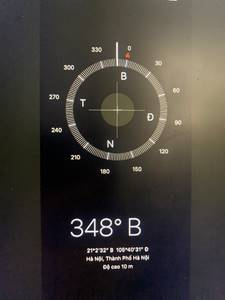 330 0
300 30
B
270 T Đ 60
240 90
N
210 120
180 150
348° B
21°2'32" B 105°40'31" Đ
Hà Nội, Thành Phố Hà Nội
Độ cao 10 m